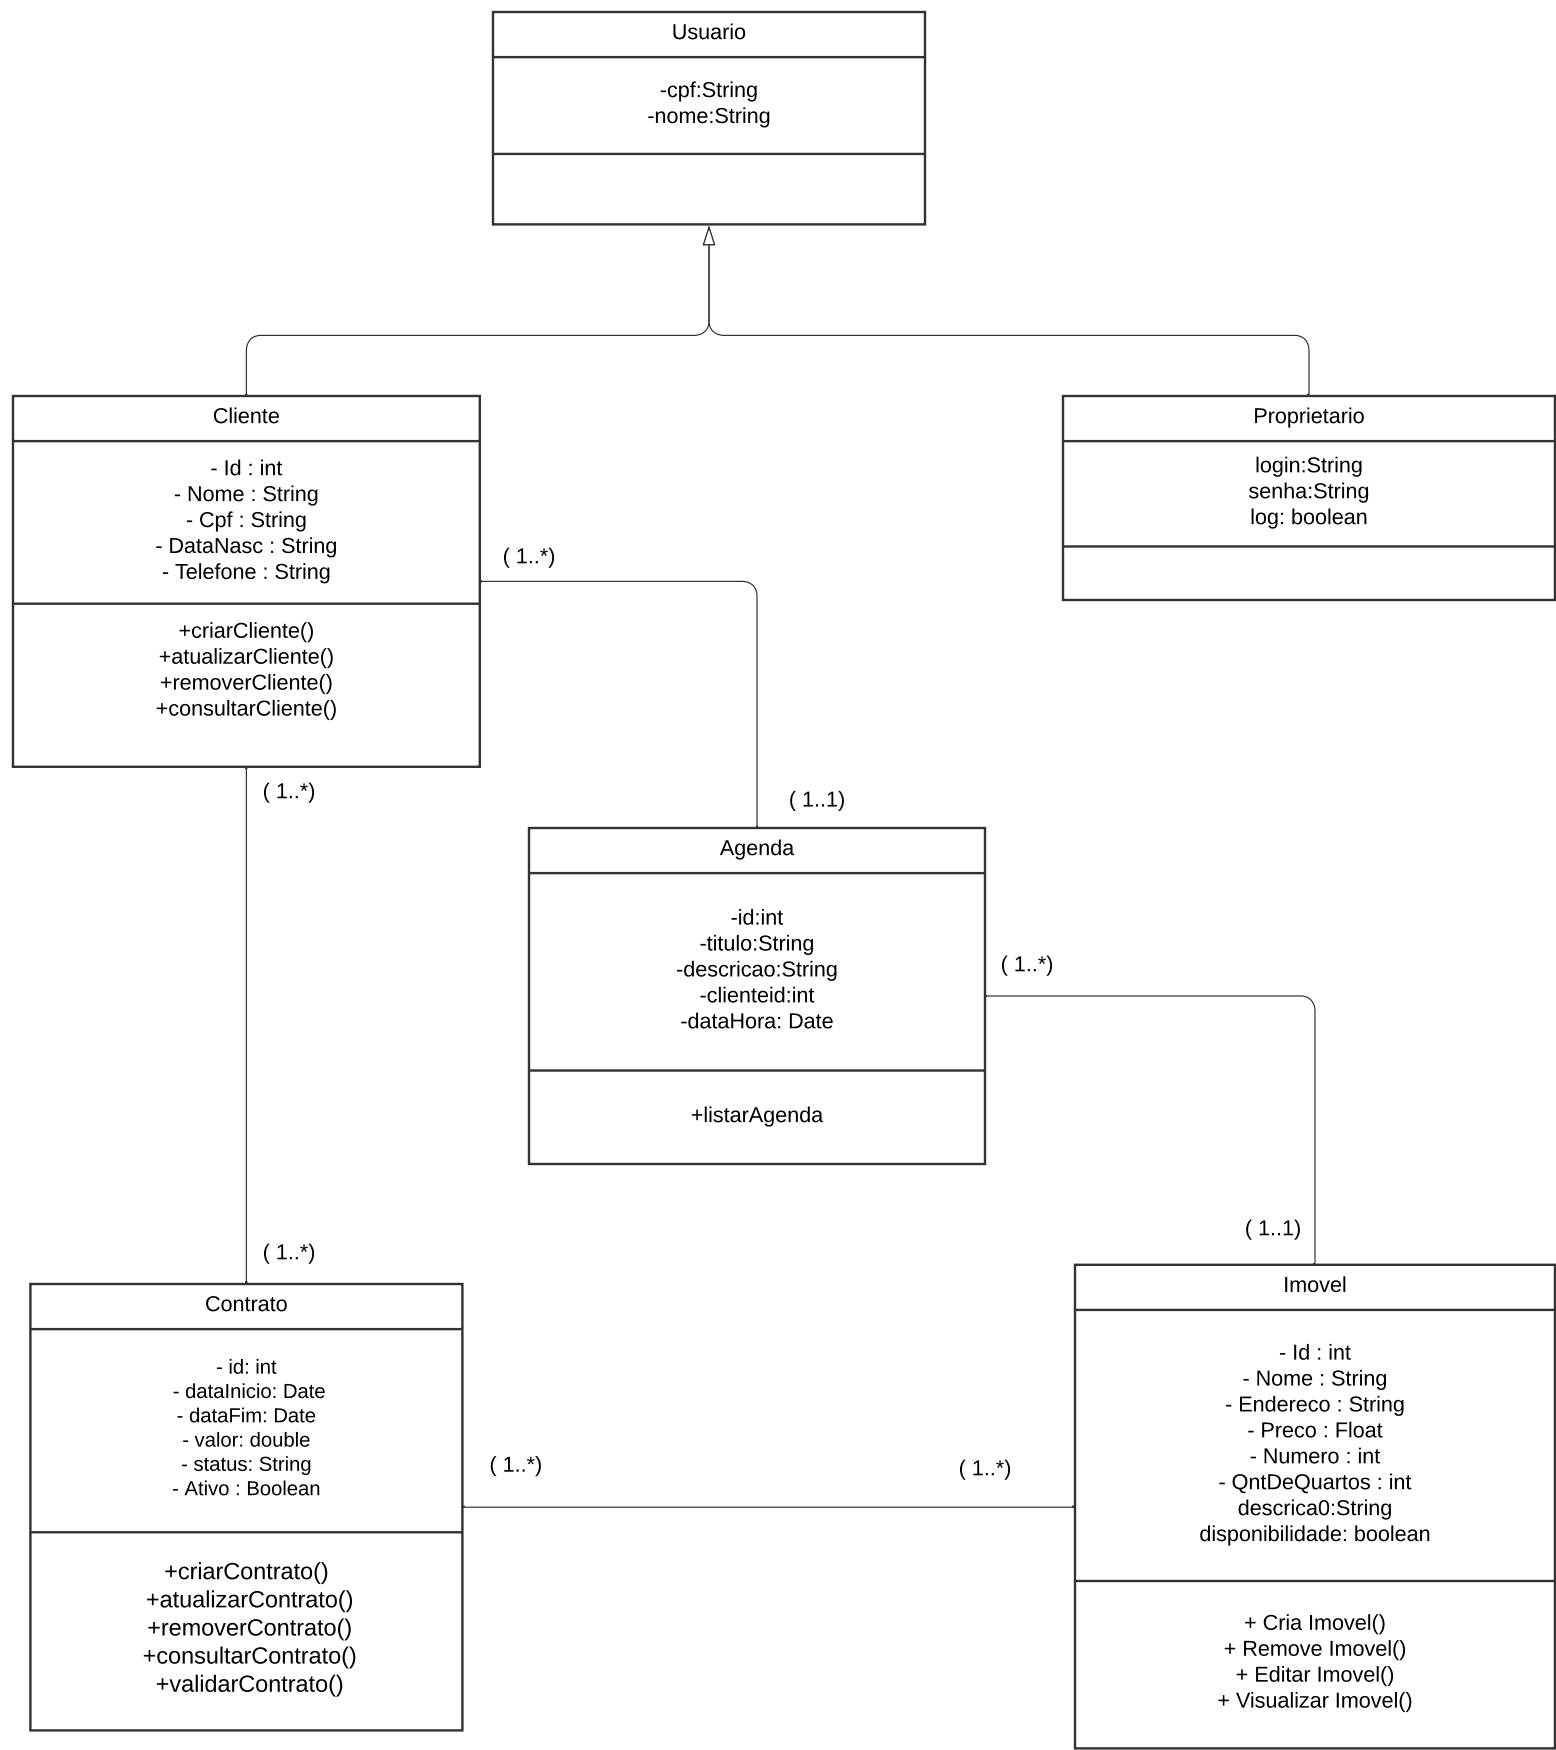 Usuario
-cpf:String
-nome:String
Cliente
- Id : int
- Nome : String
- Cpf : String
- DataNasc : String
- Telefone : String
+criarCliente()
+atualizarCliente()
+removerCliente()
+consultarCliente()
Proprietario
login:String
senha:String
log: boolean
( 1..*)
( 1..*)
( 1..1)
Agenda
-id:int
-titulo:String
-descricao:String
-clienteid:int
-dataHora: Date
+listarAgenda
( 1..*)
( 1..1)
( 1..*)
Contrato
- id: int
- dataInicio: Date
- dataFim: Date
- valor: double
- status: String
- Ativo : Boolean
+criarContrato()
+atualizarContrato()
+removerContrato()
+consultarContrato()
+validarContrato()
( 1..*)
( 1..*)
Imovel
- Id : int
- Nome : String
- Endereco : String
- Preco : Float
- Numero : int
- QntDeQuartos : int
descrica0:String
disponibilidade: boolean
+ Cria Imovel()
+ Remove Imovel()
+ Editar Imovel()
+ Visualizar Imovel()